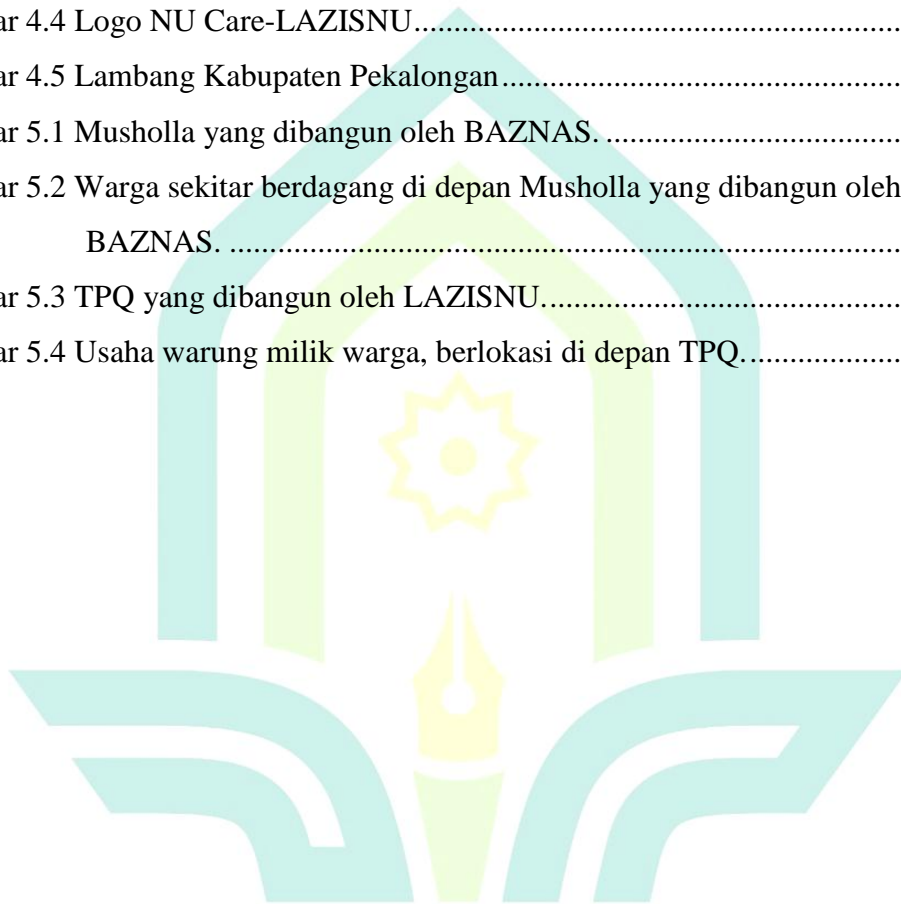 ar 4.4 Logo NU Care-LAZISNU..........................................................................
ar 4.5 Lambang Kabupaten Pekalongan............................................................
ar 5.1 Musholla yang dibangun oleh BAZNAS. .............................................
ar 5.2 Warga sekitar berdagang di depan Musholla yang dibangun oleh
BAZNAS. ....................................................................................................
ar 5.3 TPQ yang dibangun oleh LAZISNU......................................................
ar 5.4 Usaha warung milik warga, berlokasi di depan TPQ.......................